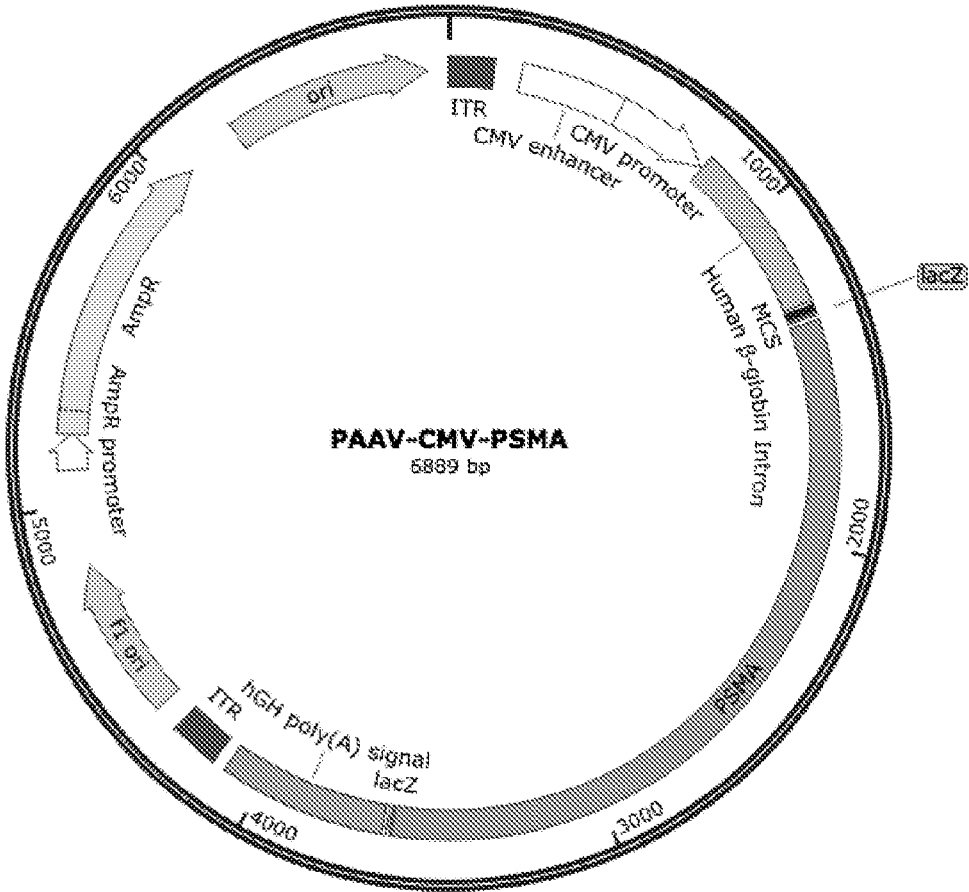 ori
ITR
CMV enhancer
CMV promoter
1000
lacZ
MCS
Human β-globin Intron
2000
PSMA
3000
hGH poly(A) signal
lacZ
4000
ITR
f1 ori
5000
AmpR promoter
AmpR
6000
PAAV-CMV-PSMA
6889 bp